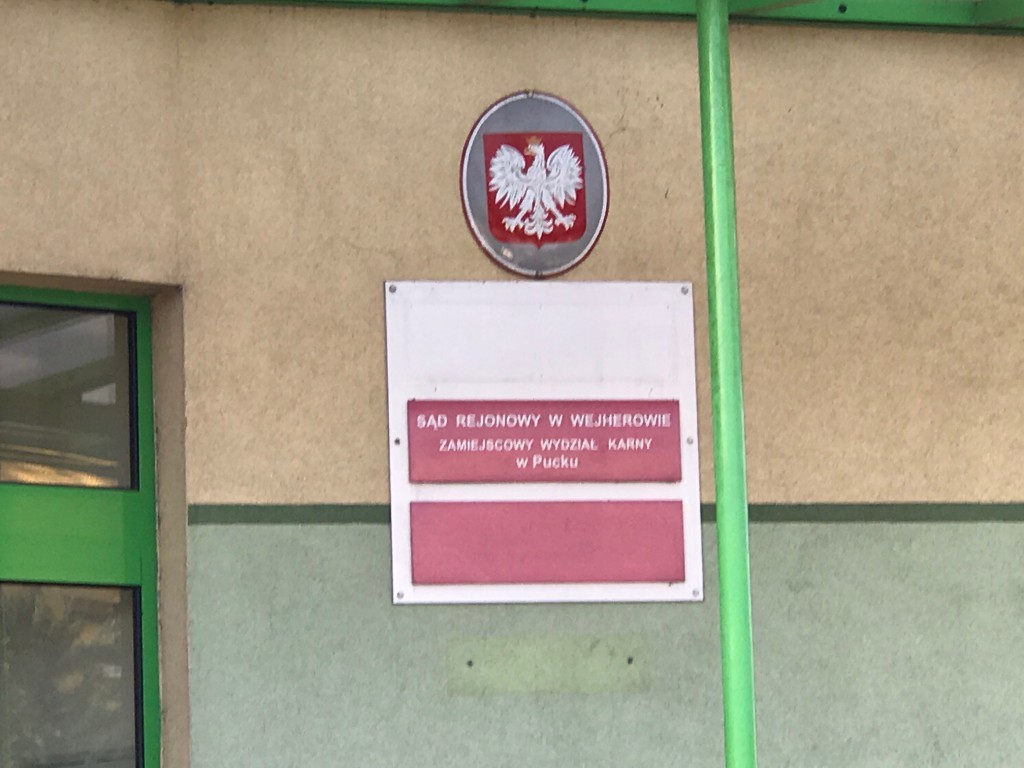 SĄD REJONOWY W WEJHEROWIE
ZAMIEJSCOWY WYDZIAŁ KARNY
w Pucku